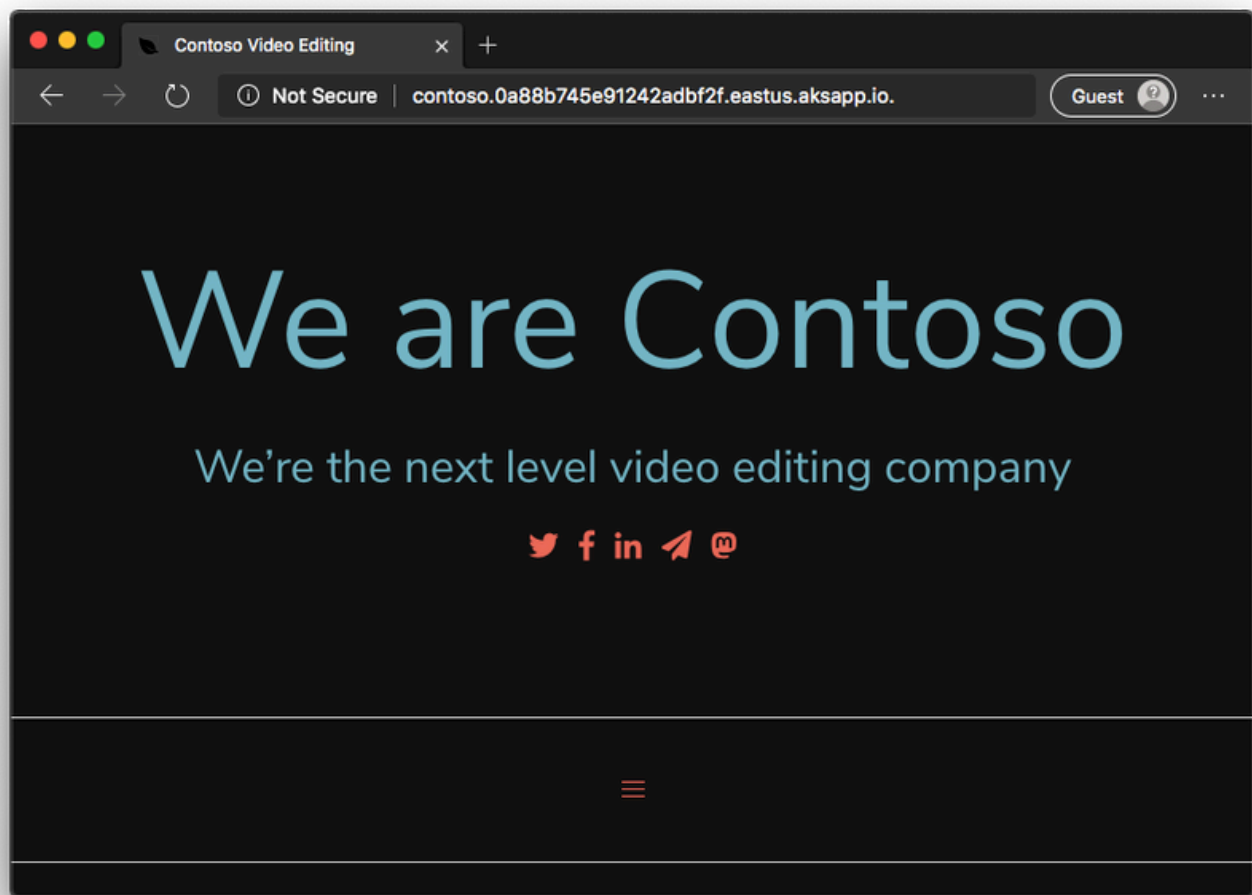 Contoso Video Editing
Not Secure | contoso.0a88b745e91242adbf2f.eastus.aksapp.io.
Guest
We are Contoso
We’re the next level video editing company